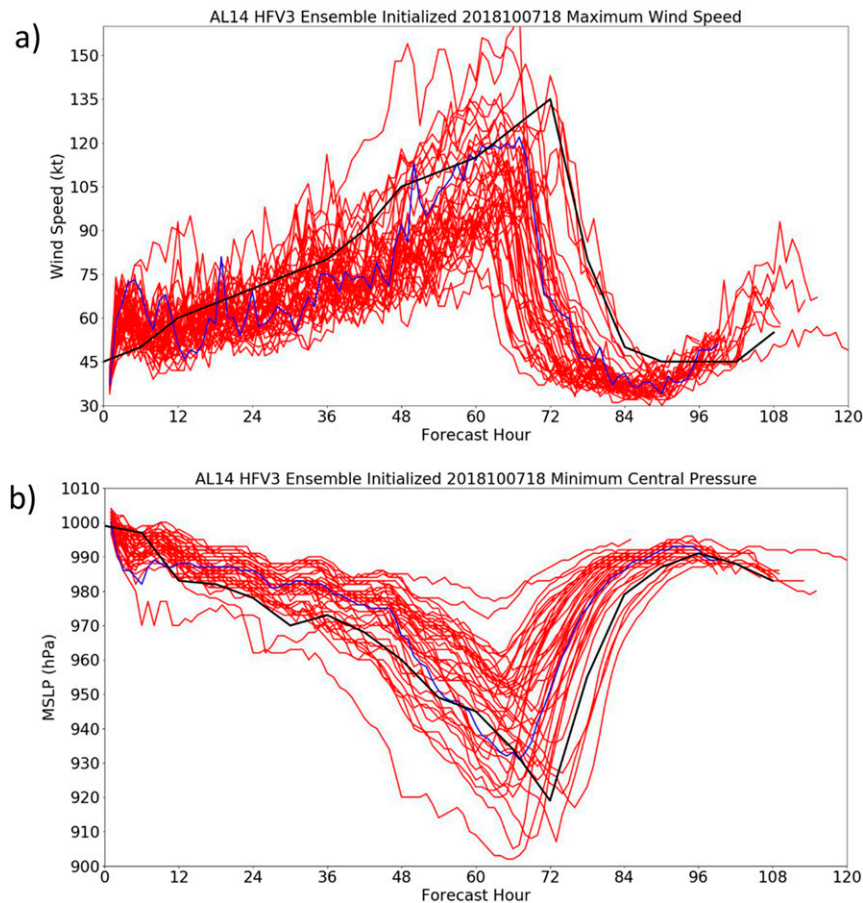 a)
AL14 HFV3 Ensemble Initialized 2018100718 Maximum Wind Speed
Wind Speed (kt)
150
135
120
105
90
75
60
45
30
0 12 24 36 48 60 72 84 96 108 120
Forecast Hour
b)
AL14 HFV3 Ensemble Initialized 2018100718 Minimum Central Pressure
MSLP (hPa)
1010
1000
990
980
970
960
950
940
930
920
910
900
0 12 24 36 48 60 72 84 96 108 120
Forecast Hour